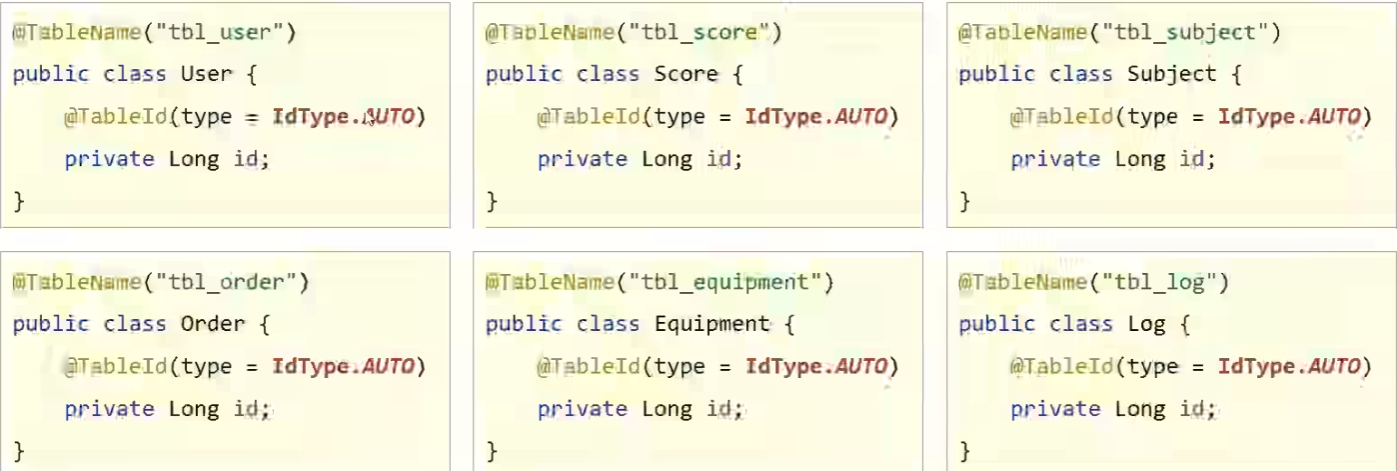 @TableName("tbl_user")
public class User {
@TableId(type = IdType.AUTO)
private Long id;
}
@TableName("tbl_score")
public class Score {
@TableId(type = IdType.AUTO)
private Long id;
}
@TableName("tbl_subject")
public class Subject {
@TableId(type = IdType.AUTO)
private Long id;
}
@TableName("tbl_order")
public class Order {
@TableId(type = IdType.AUTO)
private Long id;
}
@TableName("tbl_equipment")
public class Equipment {
@TableId(type = IdType.AUTO)
private Long id;
}
@TableName("tbl_log")
public class Log {
@TableId(type = IdType.AUTO)
private Long id;
}